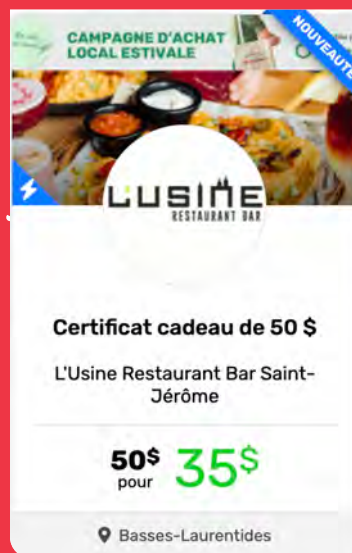 CAMPAGNE D'ACHAT
LOCAL ESTIVALE
NOUVEAUTÉ
L'USINE
RESTAURANT BAR
Certificat cadeau de 50 $
L'Usine Restaurant Bar Saint-
Jérôme
50$
pour
35$
Basses-Laurentides